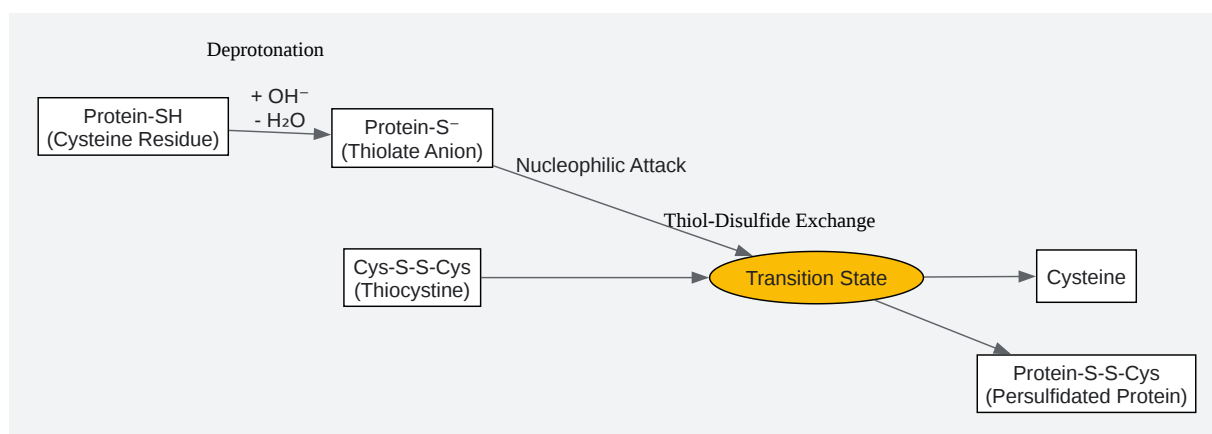 Deprotonation
+ OH⁻
- H₂O
Protein-SH
(Cysteine Residue)
Protein-S⁻
(Thiolate Anion)
Nucleophilic Attack
Thiol-Disulfide Exchange
Cys-S-S-Cys
(Thiocystine)
Transition State
Cysteine
Protein-S-S-Cys
(Persulfidated Protein)